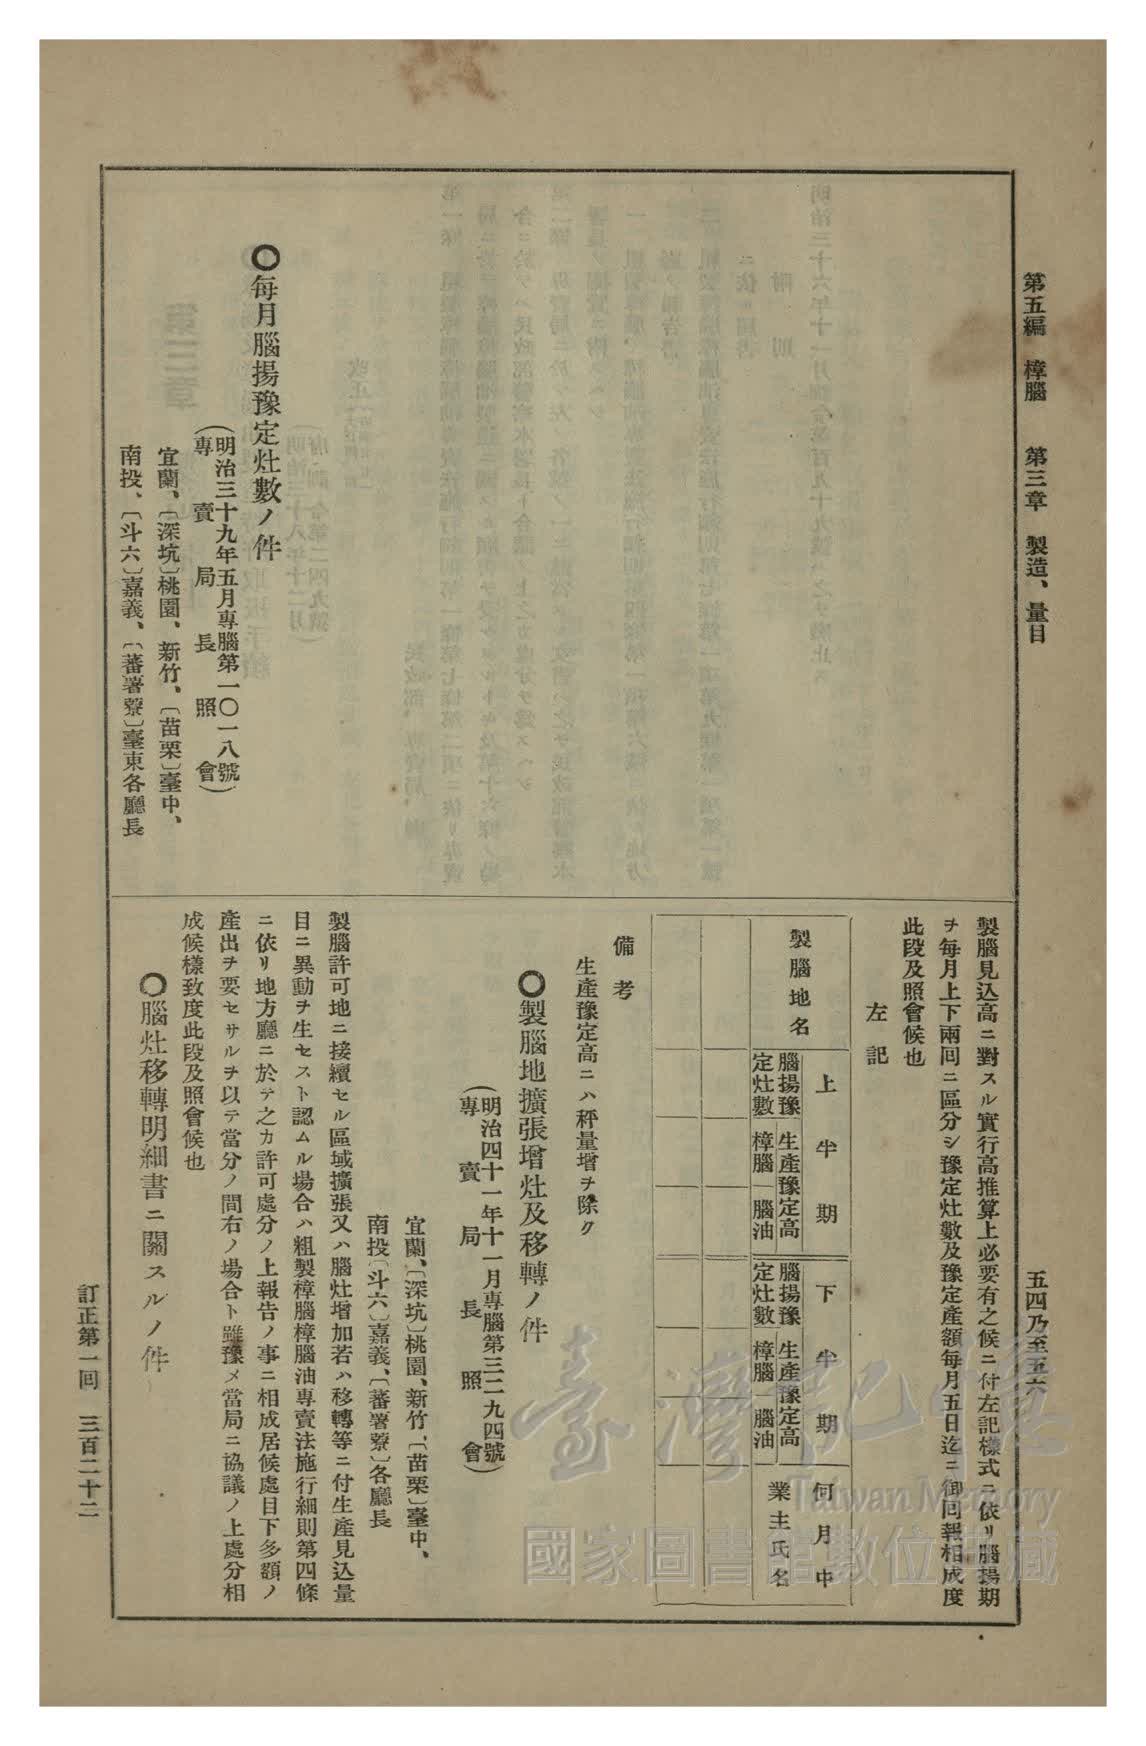 第五編　樟腦　　第三章　製造、量目
五四乃至五六
◯每月腦揚豫定灶數ノ件
(明治三十九年五月專腦第一〇一八號
專賣局長照會)
宜蘭、〔深坑〕桃園、新竹、〔苗栗〕臺中、
南投、〔斗六〕嘉義、〔蕃薯藔〕臺東各廳長
製腦見込高ニ對スル實行高推算上必要有之候ニ付左記樣式ニ依リ腦揚期
ヲ每月上下兩回ニ區分シ豫定灶數及豫定產額每月五日迄ニ御回報相成度
此段及照會候也
左記
何月中
上半期
下半期
製腦地名
腦揚豫定灶數
生產豫定高
樟腦
腦油
腦揚豫定灶數
生產豫定高
樟腦
腦油
業主氏名
備考
生產豫定高ニハ秤量增ヲ除ク
◯製腦地擴張增灶及移轉ノ件
(明治四十一年十一月專腦第三二九四號
專賣局長照會)
宜蘭、〔深坑〕桃園、新竹、〔苗栗〕臺中、
南投〔斗六〕嘉義、〔蕃薯藔〕各廳長
製腦許可地ニ接續セル區域擴張又ハ腦灶增加若ハ移轉等ニ付生產見込量
目ニ異動ヲ生セスト認ムル場合ハ粗製樟腦樟腦油專賣法施行細則第四條
ニ依リ地方廳ニ於テ之カ許可處分ノ上報告ノ事ニ相成居候處目下多額ノ
產出ヲ要セサルヲ以テ當分ノ間右ノ場合ト雖豫メ當局ニ協議ノ上處分相
成候樣致度此段及照會候也
◯腦灶移轉明細書ニ關スルノ件
訂正第一回　三百二十二
臺灣記憶
Taiwan Memory
國家圖書館數位典藏